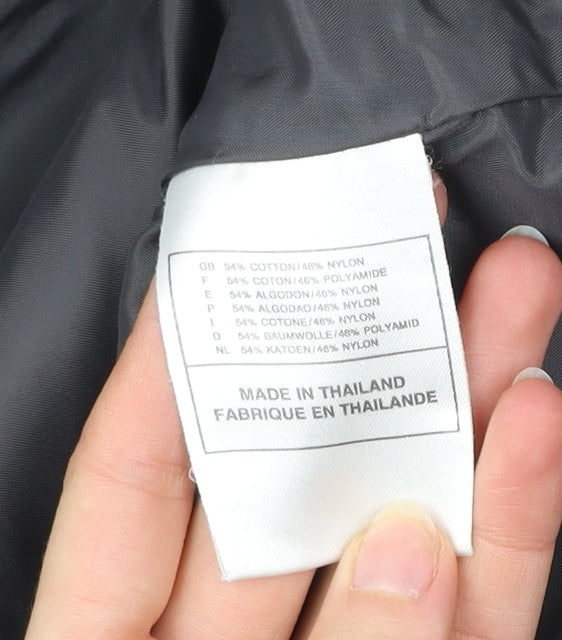 GB 54% COTTON/46% NYLON
F 54% COTON/46% POLYAMIDE
E 54% ALGODON/46% NYLON
P 54% ALGODAO/46% NYLON
I 54% COTONE/46% NYLON
D 54% BAUMWOLLE/46% POLYAMID
NL 54% KATOEN/46% NYLON
MADE IN THAILAND
FABRIQUE EN THAILANDE